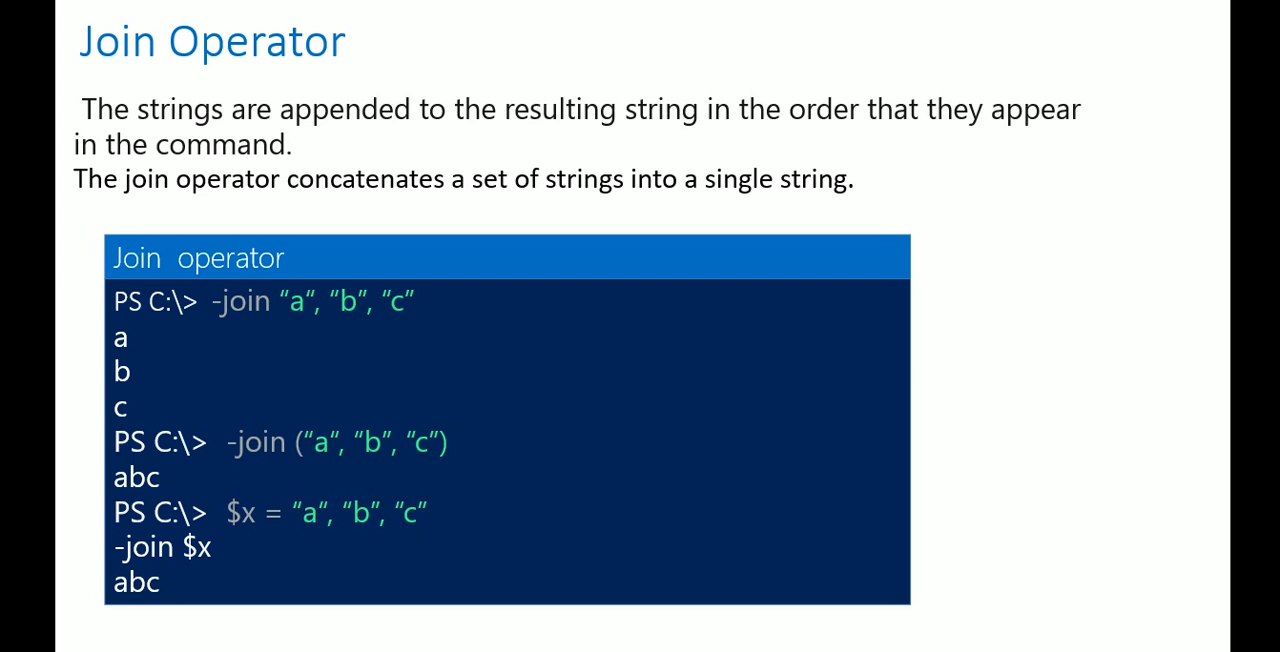 Join Operator
The strings are appended to the resulting string in the order that they appear
in the command.
The join operator concatenates a set of strings into a single string.
Join  operator
PS C:\>  -join “a“, “b”, “c”
a
b
c
PS C:\>  -join (“a“, “b”, “c”)
abc
PS C:\>  $x = “a“, “b”, “c”
-join $x
abc